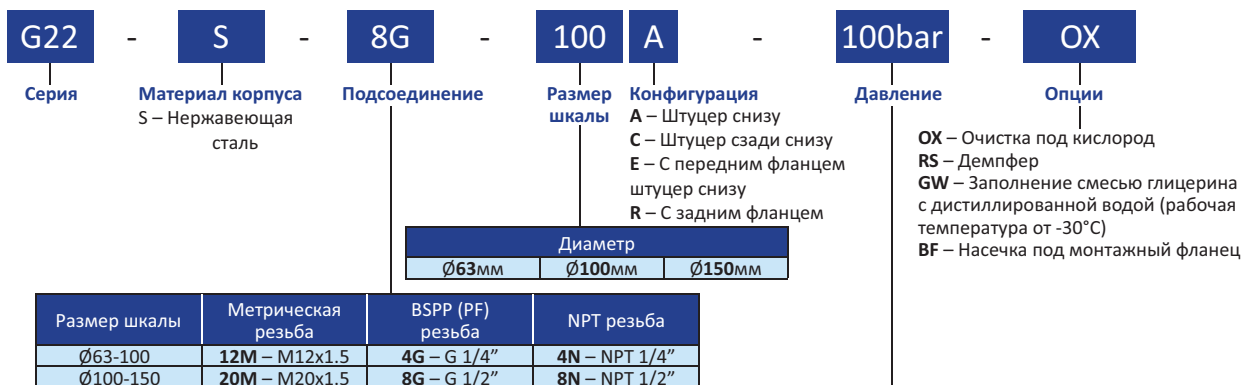 G22 - S - 8G - 100 A - 100bar - OX
Серия
Материал корпуса
S – Нержавеющая
сталь
Подсоединение
Размер
шкалы
Конфигурация
A – Штуцер снизу
C – Штуцер сзади снизу
E – С передним фланцем
штуцер снизу
R – С задним фланцем
Давление
Опции
OX – Очистка под кислород
RS – Демпфер
GW – Заполнение смесью глицерина
с дистиллированной водой (рабочая
температура от -30°C)
BF – Насечка под монтажный фланец
Диаметр
Ø63мм Ø100мм Ø150мм
Размер шкалы
Метрическая
резьба
BSPP (PF)
резьба
NPT резьба
Ø63-100 12M – M12x1.5 4G – G 1/4” 4N – NPT 1/4”
Ø100-150 20M – M20x1.5 8G – G 1/2” 8N – NPT 1/2”